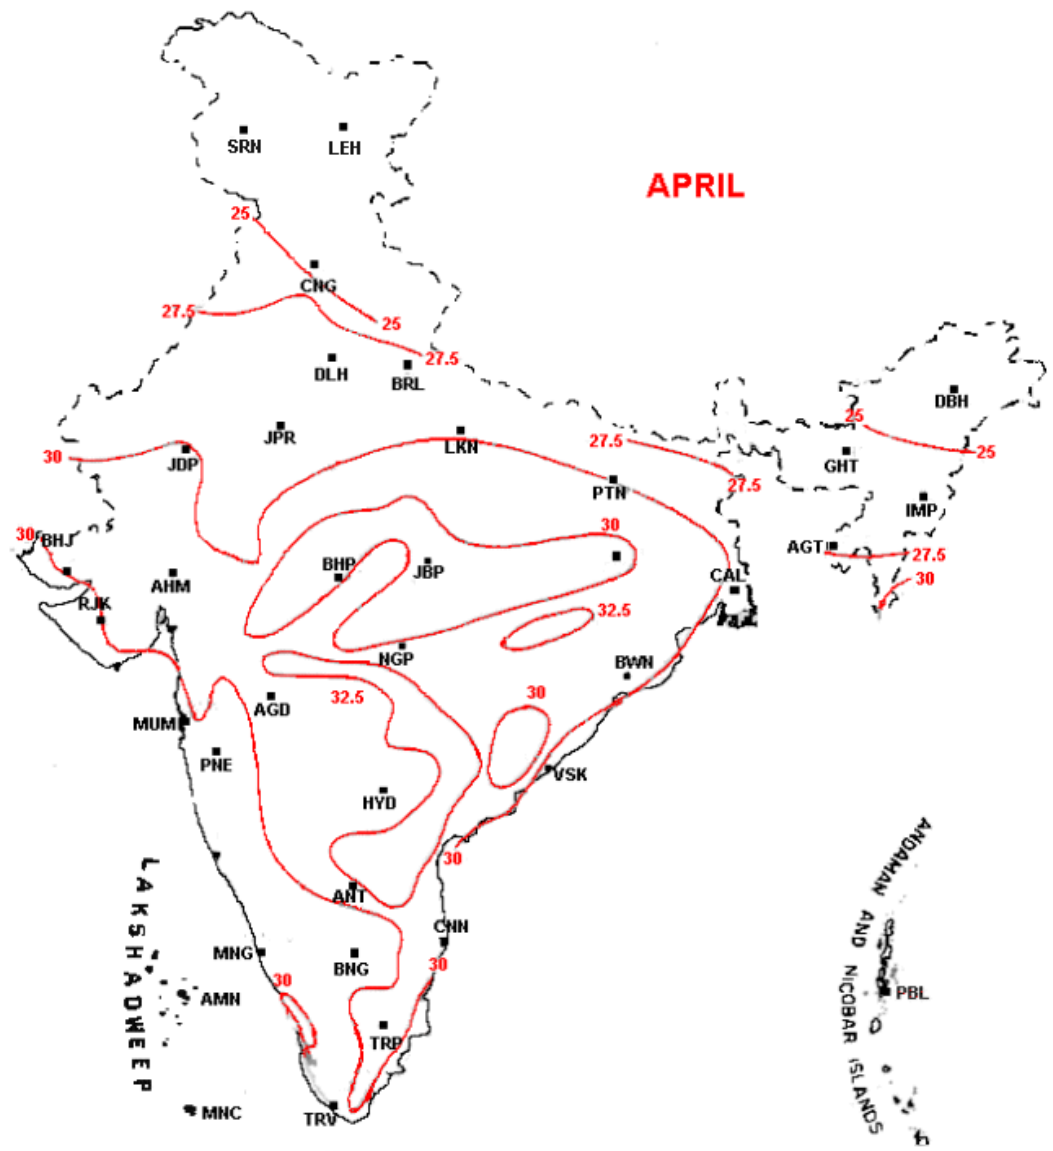 SRN
LEH
APRIL
25
CNG
27.5
25
27.5
DLH
BRL
DBH
25
JPR
LKN
27.5
25
30
JDP
GHT
27.5
PTN
IMP
30
30
BHJ
AGT
27.5
BHP
JBP
CAL
30
AHM
RJK
32.5
NGP
BWN
AGD
32.5
30
MUM
PNE
VSK
HYD
30
ANT
CNN
MNG
BNG
30
30
LAKSHADWEEP
AMN
TRP
MNC
TRV
ANDAMAN AND NICOBAR ISLANDS
PBL